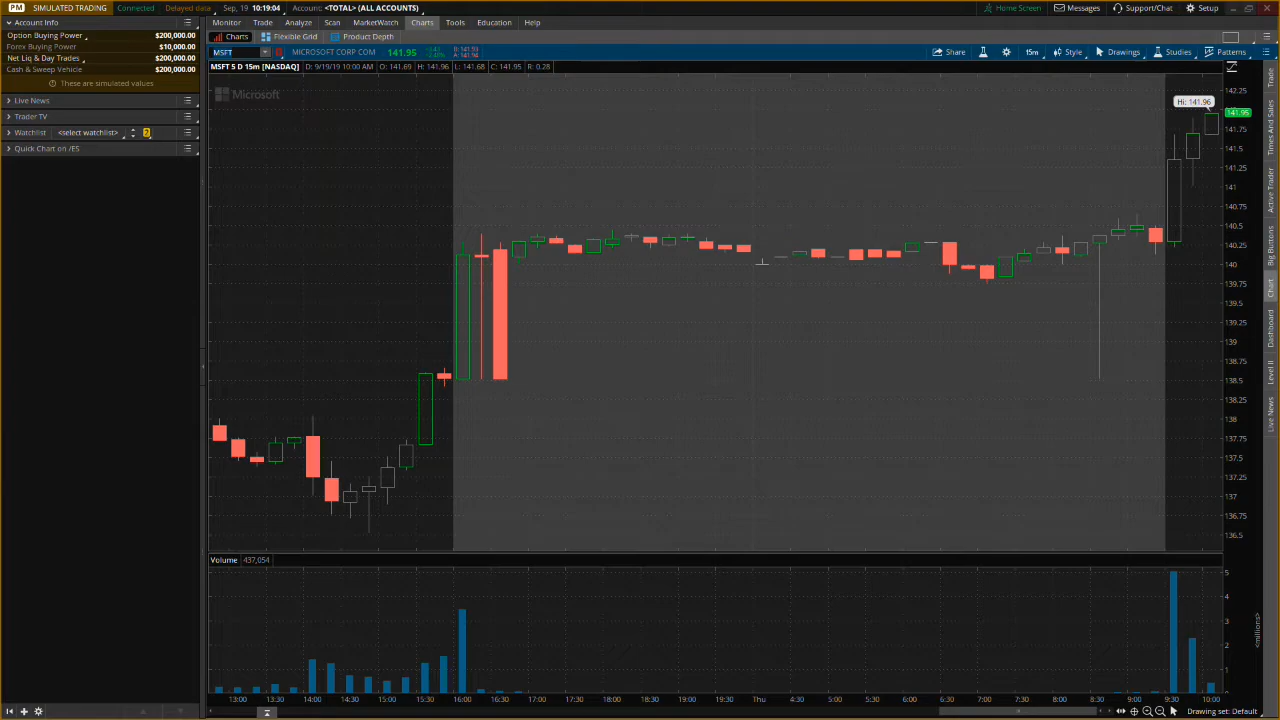 PM SIMULATED TRADING Connected Delayed data Sep, 19 10:19:04 Account: <TOTAL> (ALL ACCOUNTS) Home Screen Messages Support/Chat Setup
Account Info
Option Buying Power $200,000.00
Forex Buying Power $10,000.00
Net Liq & Day Trades $200,000.00
Cash & Sweep Vehicle $200,000.00
These are simulated values
Live News
Trader TV
Watchlist <select watchlist> 2
Quick Chart on /ES
Monitor Trade Analyze Scan MarketWatch Charts Tools Education Help
Charts Flexible Grid Product Depth
MSFT MICROSOFT CORP COM 141.95 B: 141.93 A: 141.94 Share 15m Style Drawings Studies Patterns
MSFT 5 D 15m [NASDAQ] D: 9/19/19 10:00 AM O: 141.69 H: 141.96 L: 141.68 C: 141.95 R: 0.28
Microsoft
Hi: 141.96
141.95
142.25
141.75
141.5
141.25
141
140.75
140.5
140.25
140
139.75
139.5
139.25
139
138.75
138.5
138.25
138
137.75
137.5
137.25
137
136.75
136.5
Volume 437,054
5
4
3
2
1
<millions>
13:00 13:30 14:00 14:30 15:00 15:30 16:00 16:30 17:00 17:30 18:00 18:30 19:00 19:30 Thu 4:30 5:00 5:30 6:00 6:30 7:00 7:30 8:00 8:30 9:00 9:30 10:00
Drawing set: Default
Trade
Times And Sales
Active Trader
Big Buttons
Chart
Dashboard
Level II
Live News